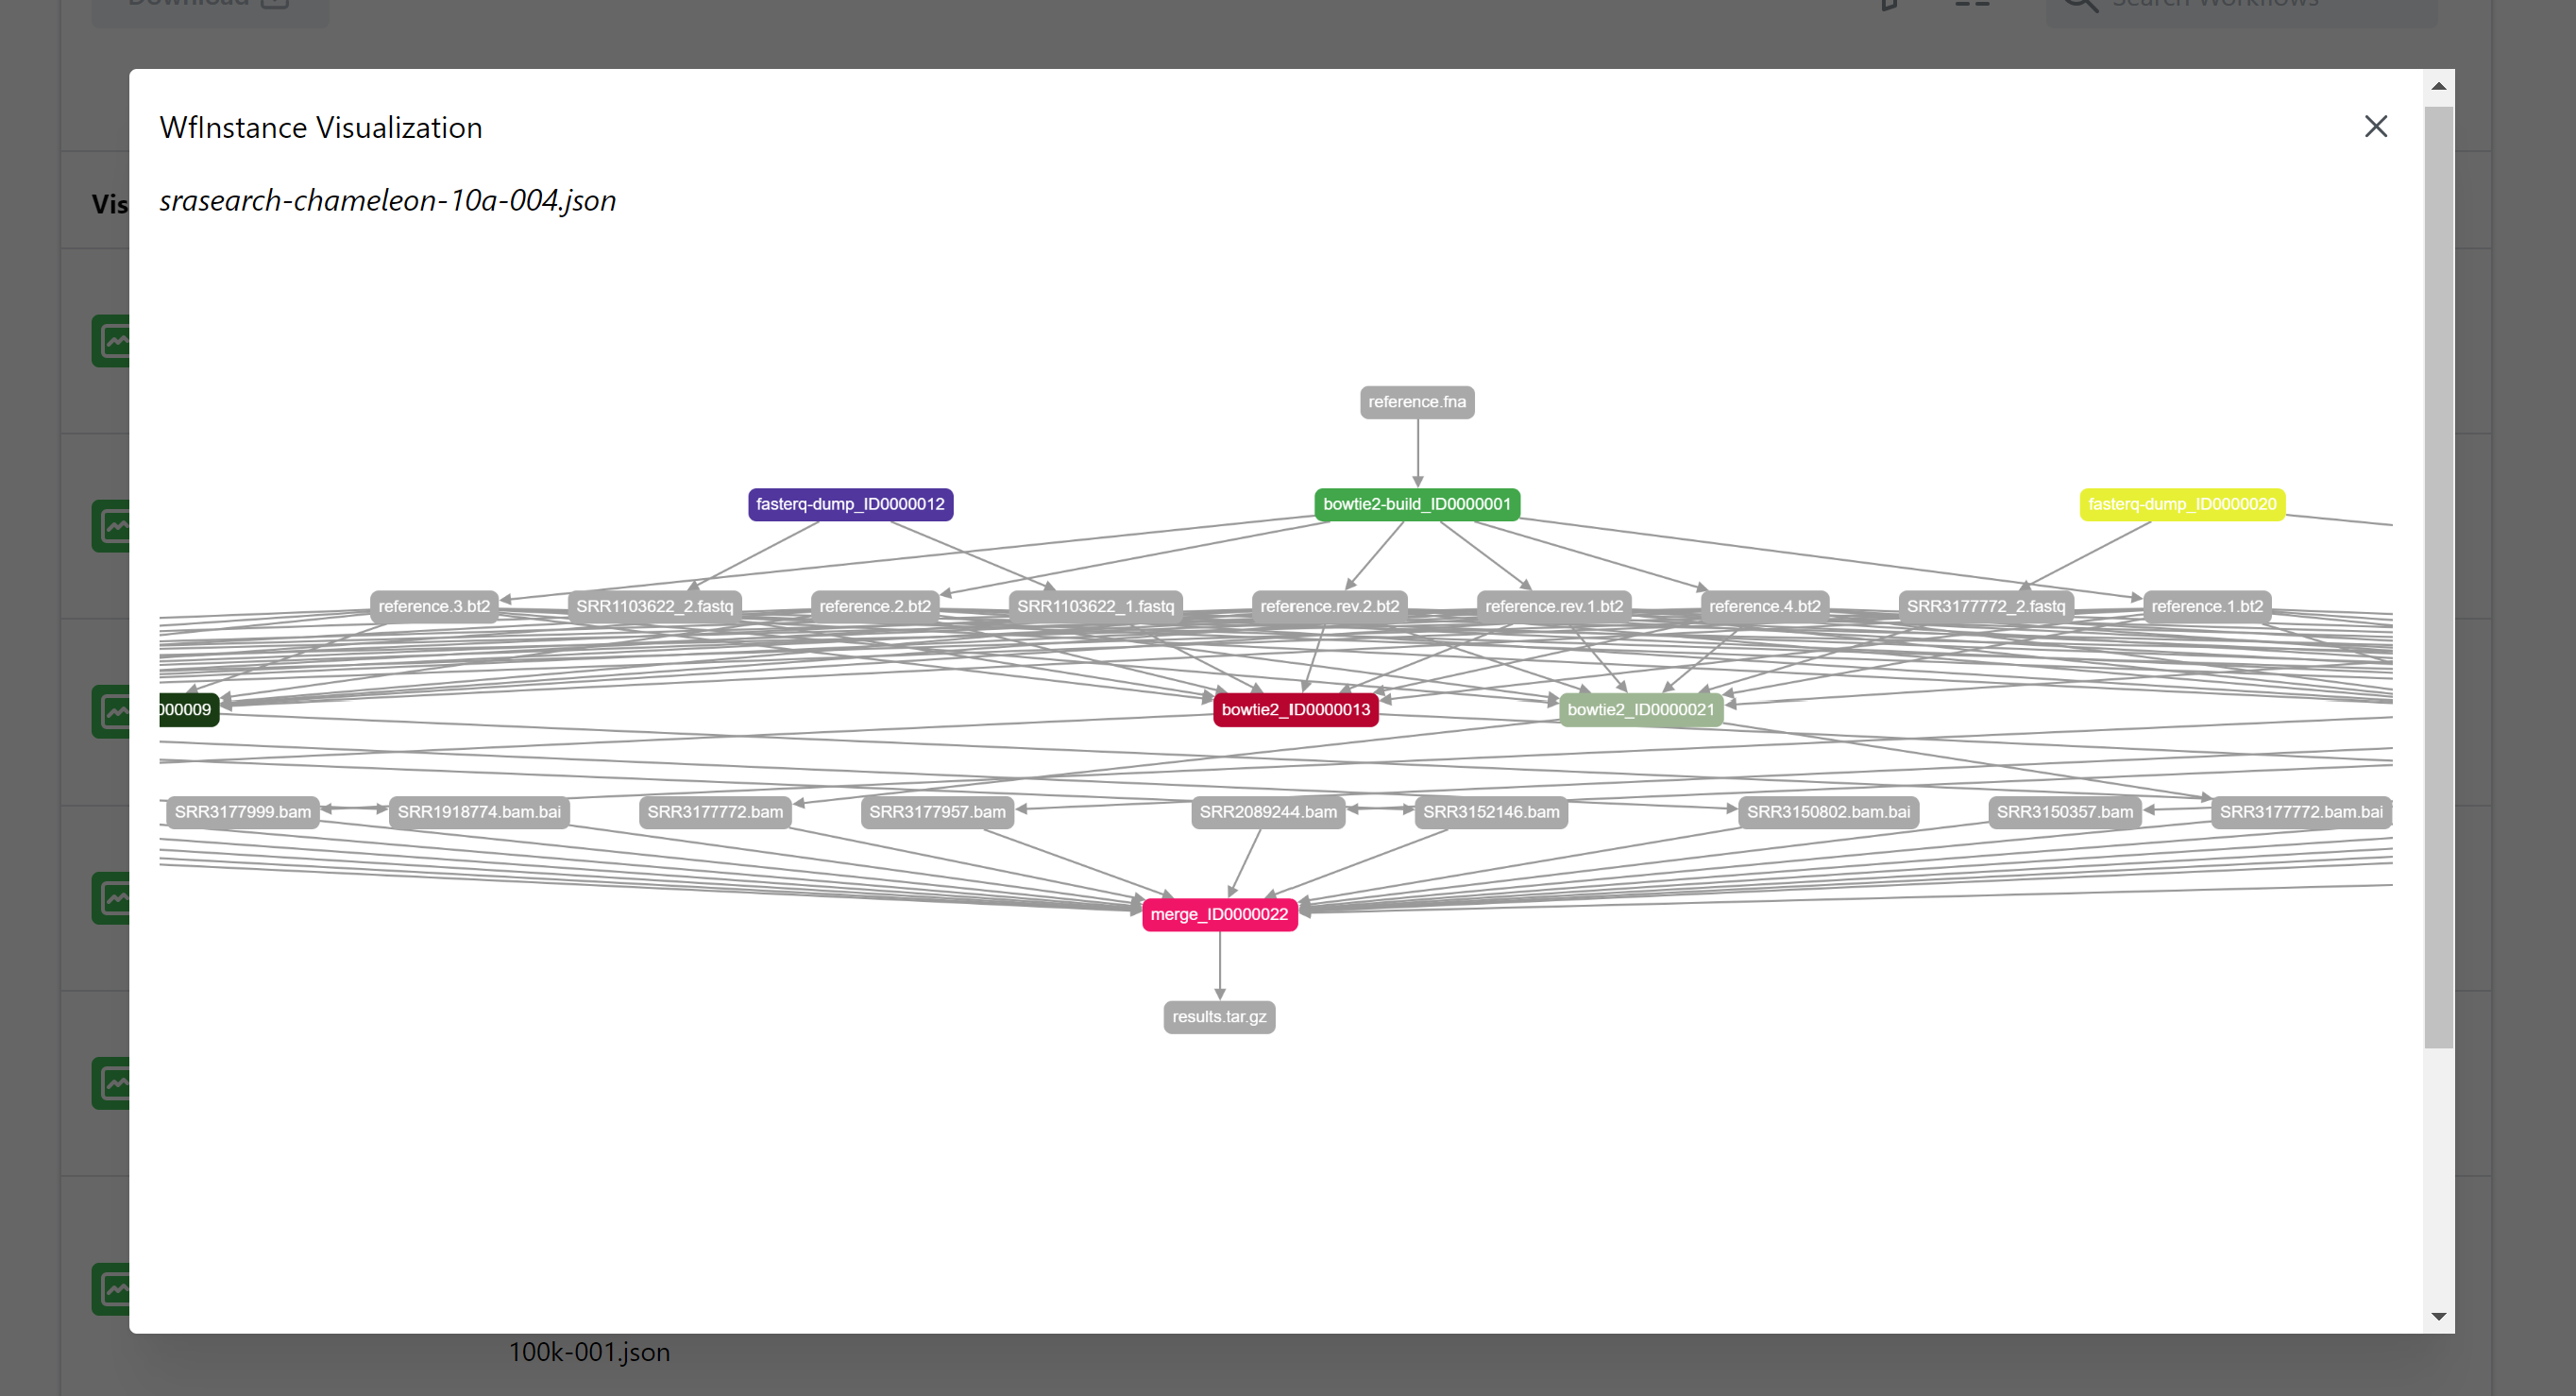 Download
Search Workflows
WfInstance Visualization
Vis
srasearch-chameleon-10a-004.json
reference.fna
fasterq-dump_ID0000012
bowtie2-build_ID0000001
fasterq-dump_ID0000020
reference.3.bt2
SRR1103622_2.fastq
reference.2.bt2
SRR1103622_1.fastq
reference.rev.2.bt2
reference.rev.1.bt2
reference.4.bt2
SRR3177772_2.fastq
reference.1.bt2
000009
bowtie2_ID0000013
bowtie2_ID0000021
SRR3177999.bam
SRR1918774.bam.bai
SRR3177772.bam
SRR3177957.bam
SRR2089244.bam
SRR3152146.bam
SRR3150802.bam.bai
SRR3150357.bam
SRR3177772.bam.bai
merge_ID0000022
results.tar.gz
100k-001.json